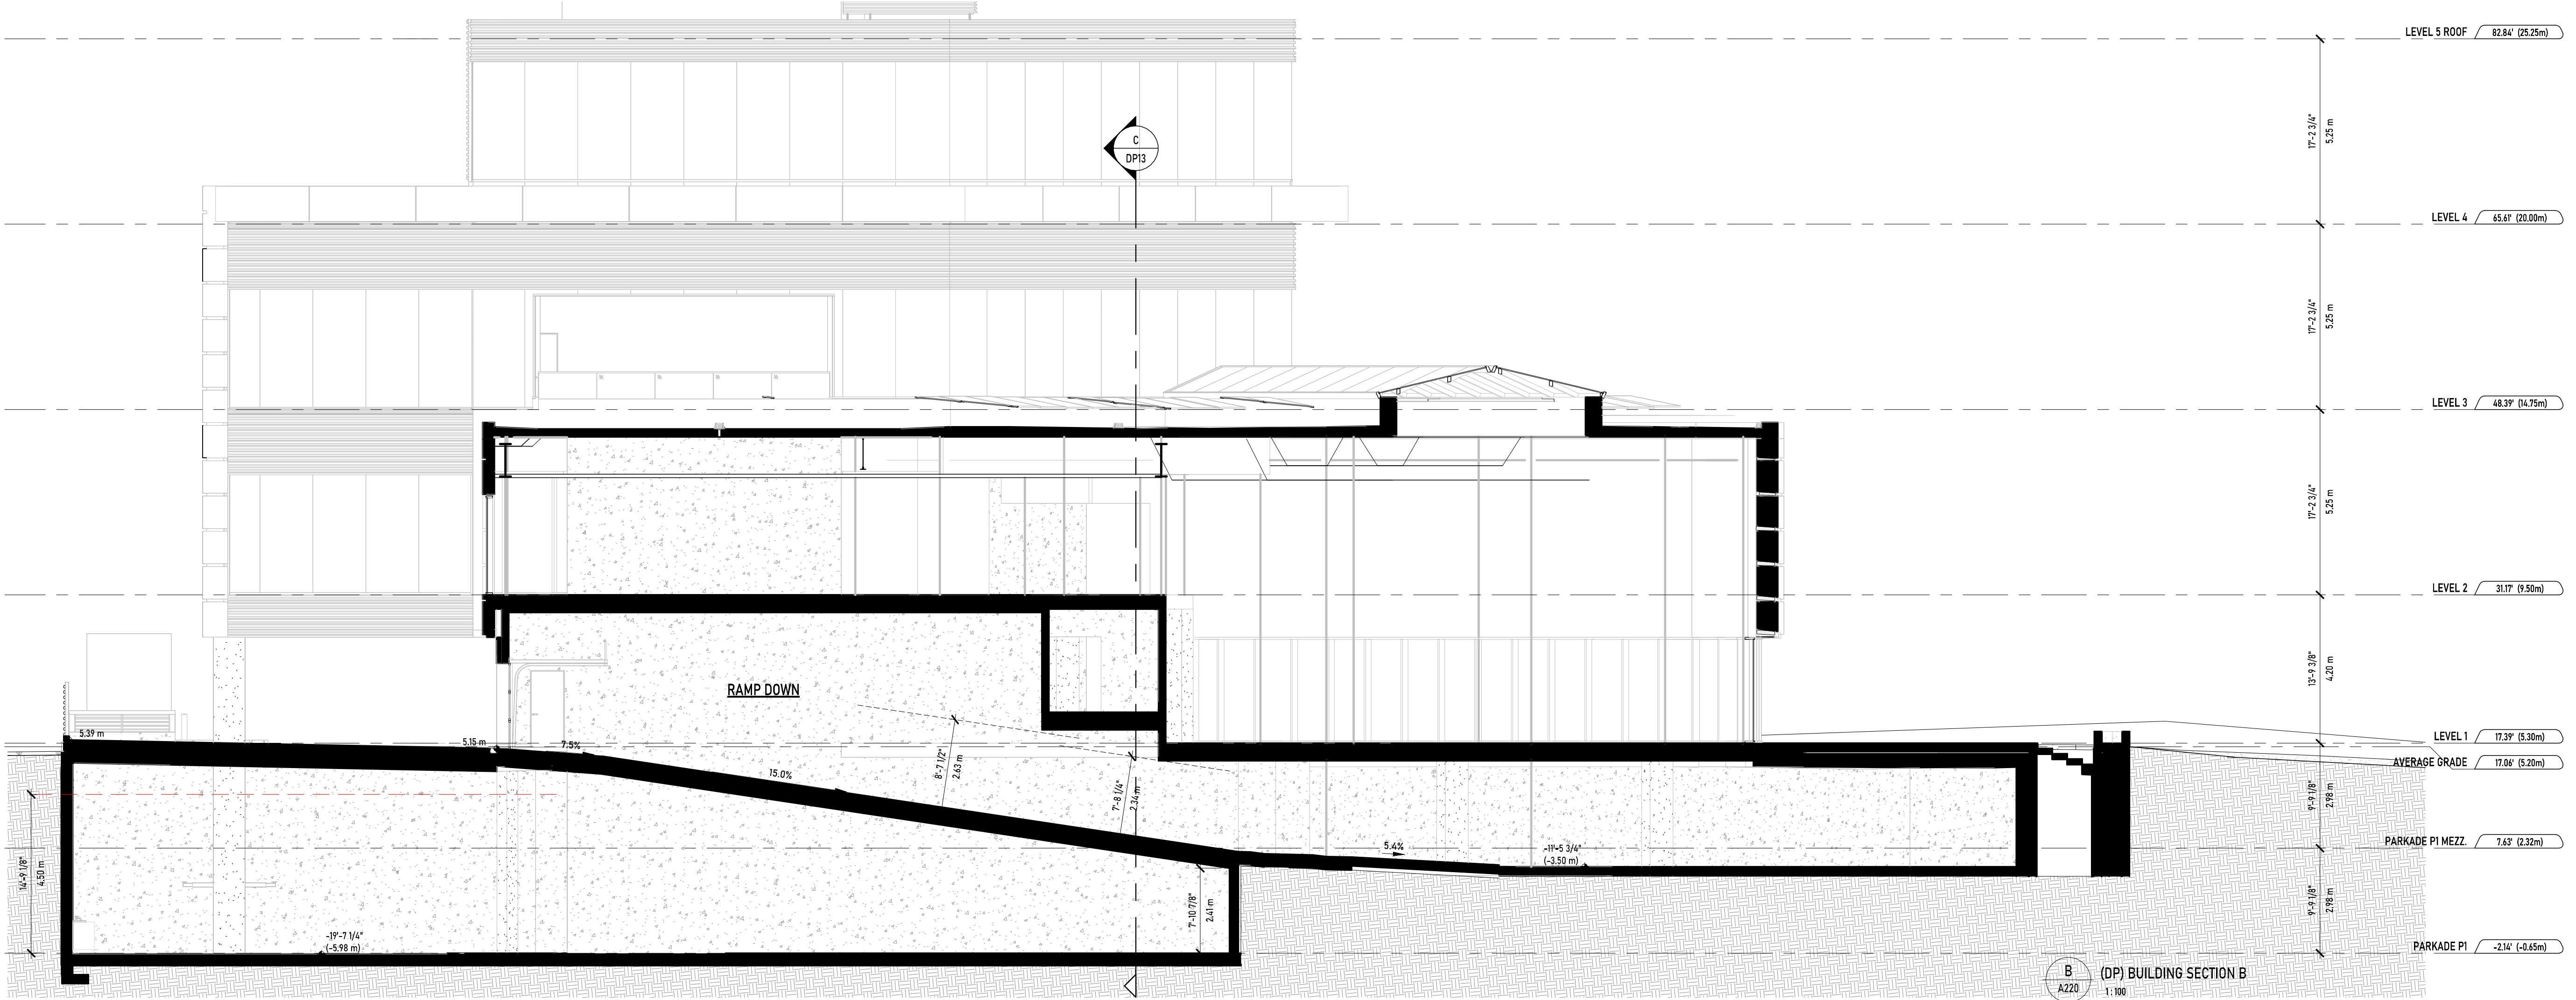 LEVEL 5 ROOF 82.84' (25.25m)
17'-2 3/4"
5.25 m
C
DP13
LEVEL 4 65.61' (20.00m)
17'-2 3/4"
5.25 m
LEVEL 3 48.39' (14.75m)
17'-2 3/4"
5.25 m
LEVEL 2 31.17' (9.50m)
13'-9 3/8"
4.20 m
RAMP DOWN
5.39 m
5.15 m
7.5%
15.0%
8'-7 1/2"
2.63 m
7'-8 1/4"
2.34 m
LEVEL 1 17.39' (5.30m)
AVERAGE GRADE 17.06' (5.20m)
9'-9 1/8"
2.98 m
5.4%
-11'-5 3/4"
(-3.50 m)
PARKADE P1 MEZZ. 7.63' (2.32m)
14'-9 1/8"
4.50 m
7'-10 7/8"
2.41 m
9'-9 1/8"
2.98 m
-19'-7 1/4"
(-5.98 m)
PARKADE P1 -2.14' (-0.65m)
B
A220
(DP) BUILDING SECTION B
1 : 100